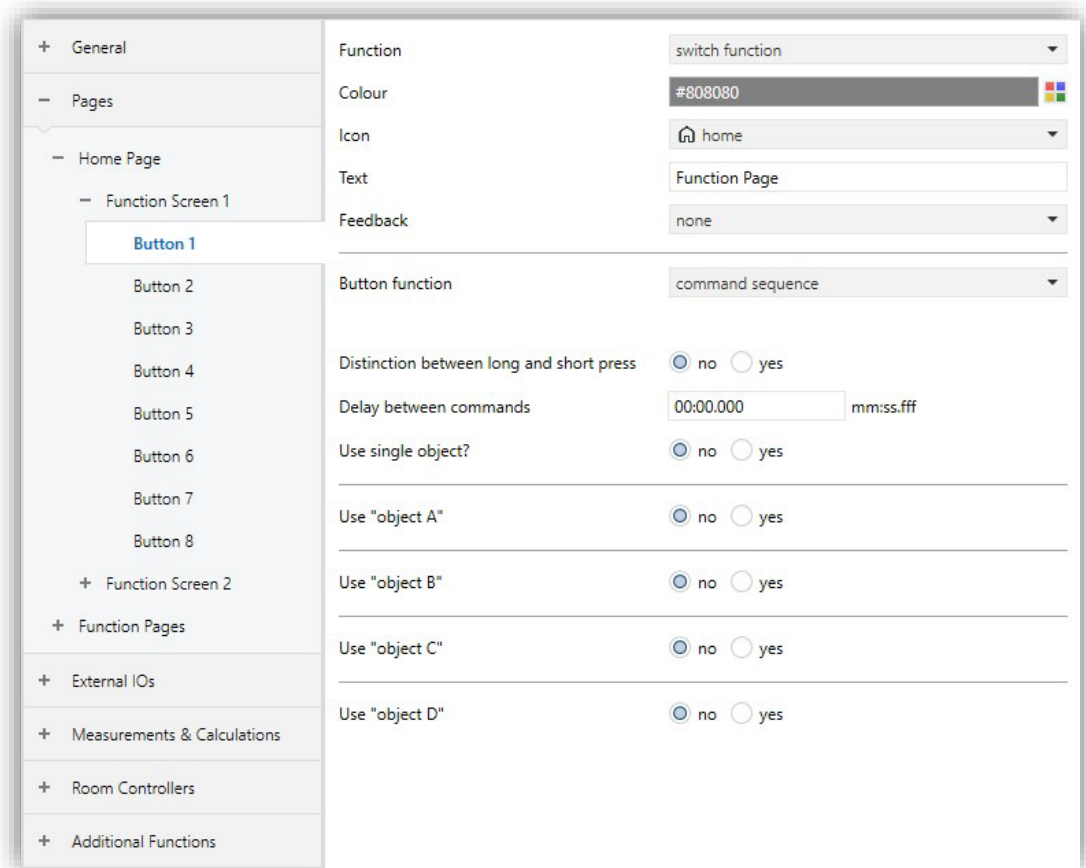 + General
− Pages
− Home Page
− Function Screen 1
Button 1
Button 2
Button 3
Button 4
Button 5
Button 6
Button 7
Button 8
+ Function Screen 2
+ Function Pages
+ External IOs
+ Measurements & Calculations
+ Room Controllers
+ Additional Functions
Function switch function
Colour #808080
Icon home
Text Function Page
Feedback none
Button function command sequence
Distinction between long and short press no yes
Delay between commands 00:00.000 mm:ss.fff
Use single object? no yes
Use "object A" no yes
Use "object B" no yes
Use "object C" no yes
Use "object D" no yes